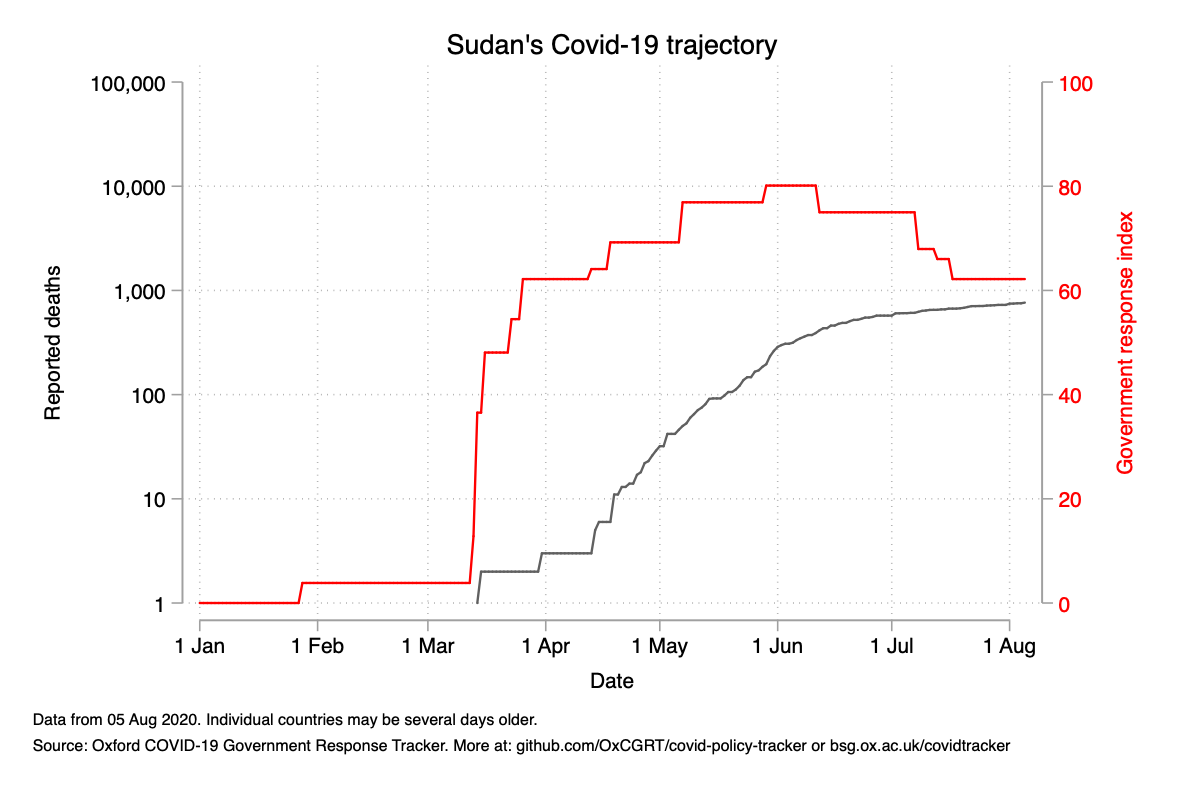 Sudan's Covid-19 trajectory
100,000
10,000
1,000
100
10
1
Reported deaths
100
80
60
40
20
0
Government response index
1 Jan 1 Feb 1 Mar 1 Apr 1 May 1 Jun 1 Jul 1 Aug
Date
Data from 05 Aug 2020. Individual countries may be several days older.
Source: Oxford COVID-19 Government Response Tracker. More at: github.com/OxCGRT/covid-policy-tracker or bsg.ox.ac.uk/covidtracker